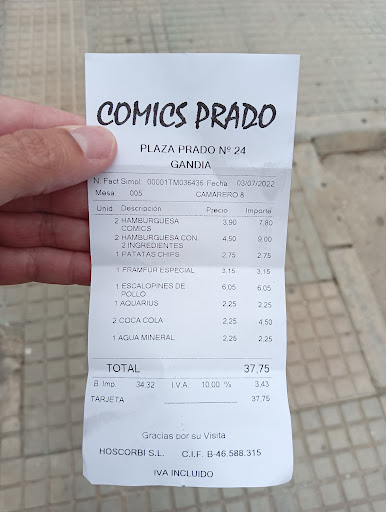 COMICS PRADO
PLAZA PRADO Nº 24
GANDIA
N. Fact Simpl. 00001TM036436 Fecha 03/07/2022
Mesa 005 CAMARERO 8
Unid. Descripción Precio Importe
2 HAMBURGUESA 3,90 7,80
COMICS
2 HAMBURGUESA CON 4,50 9,00
2 INGREDIENTES
1 PATATAS CHIPS 2,75 2,75
1 FRAMFUR ESPECIAL 3,15 3,15
1 ESCALOPINES DE 6,05 6,05
POLLO
1 AQUARIUS 2,25 2,25
2 COCA COLA 2,25 4,50
1 AGUA MINERAL 2,25 2,25
TOTAL 37,75
B. Imp. 34,32 I.V.A. 10,00 % 3,43
TARJETA 37,75
Gracias por su Visita
HOSCORBI S.L. C.I.F. B-46.588.315
IVA INCLUIDO